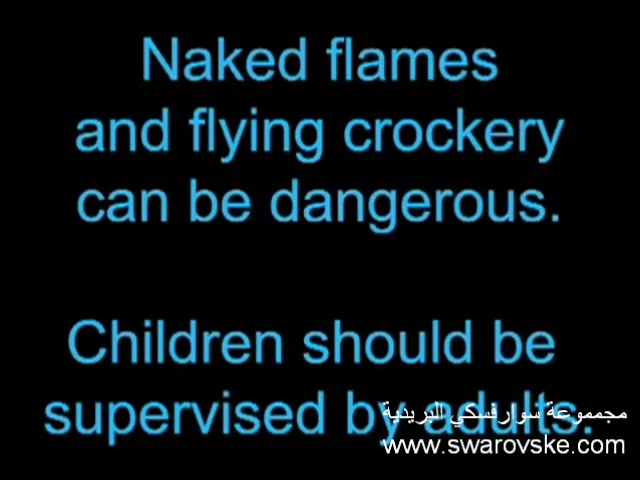 Naked flames
and flying crockery
can be dangerous.
Children should be
supervised by adults.
مجموعة سوارفسكي البريدية
www.swarovske.com